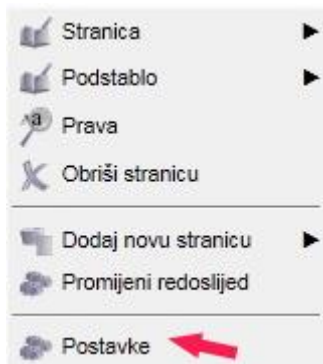 Stranica
Podstablo
Prava
Obriši stranicu
Dodaj novu stranicu
Promijeni redoslijed
Postavke